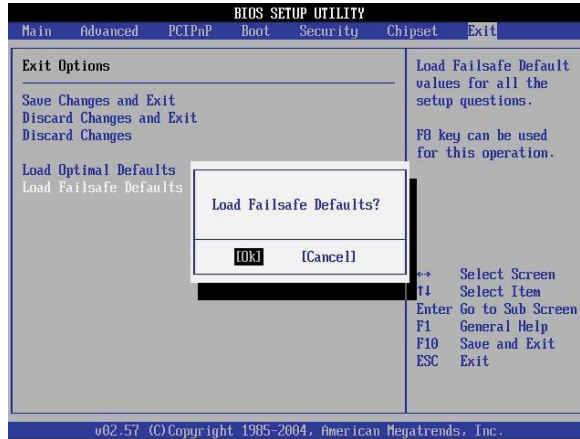 BIOS SETUP UTILITY
Main Advanced PCIPnP Boot Security Chipset Exit
Exit Options
Save Changes and Exit
Discard Changes and Exit
Discard Changes
Load Optimal Defaults
Load Failsafe Defaults
Load Failsafe Defaults?
[Ok] [Cancel]
Load Failsafe Default
values for all the
setup questions.
F8 key can be used
for this operation.
↔ Select Screen
↑↓ Select Item
Enter Go to Sub Screen
F1 General Help
F10 Save and Exit
ESC Exit
v02.57 (C)Copyright 1985-2004, American Megatrends, Inc.